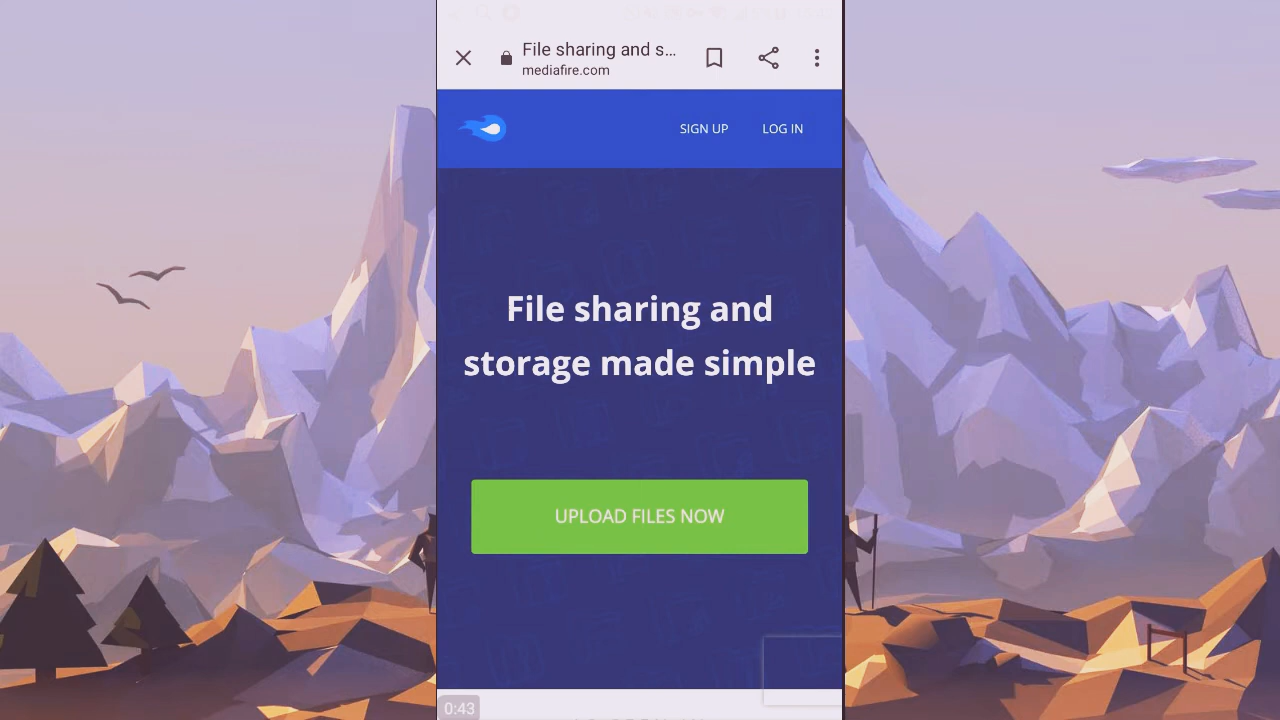 File sharing and s...
mediafire.com
SIGN UP
LOG IN
File sharing and
storage made simple
UPLOAD FILES NOW
0:43